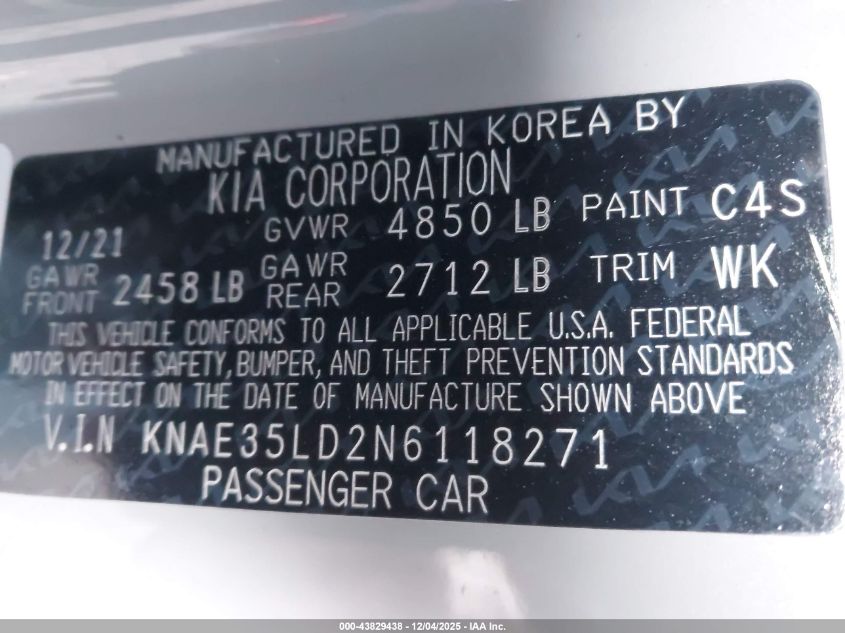 MANUFACTURED IN KOREA BY
KIA CORPORATION
12/21 GVWR 4850 LB PAINT C4S
GAWR FRONT 2458 LB GAWR REAR 2712 LB TRIM WK
THIS VEHICLE CONFORMS TO ALL APPLICABLE U.S.A. FEDERAL
MOTOR VEHICLE SAFETY, BUMPER, AND THEFT PREVENTION STANDARDS
IN EFFECT ON THE DATE OF MANUFACTURE SHOWN ABOVE
V.I.N KNAE35LD2N6118271
PASSENGER CAR
000-43829438 - 12/04/2025 - IAA Inc.